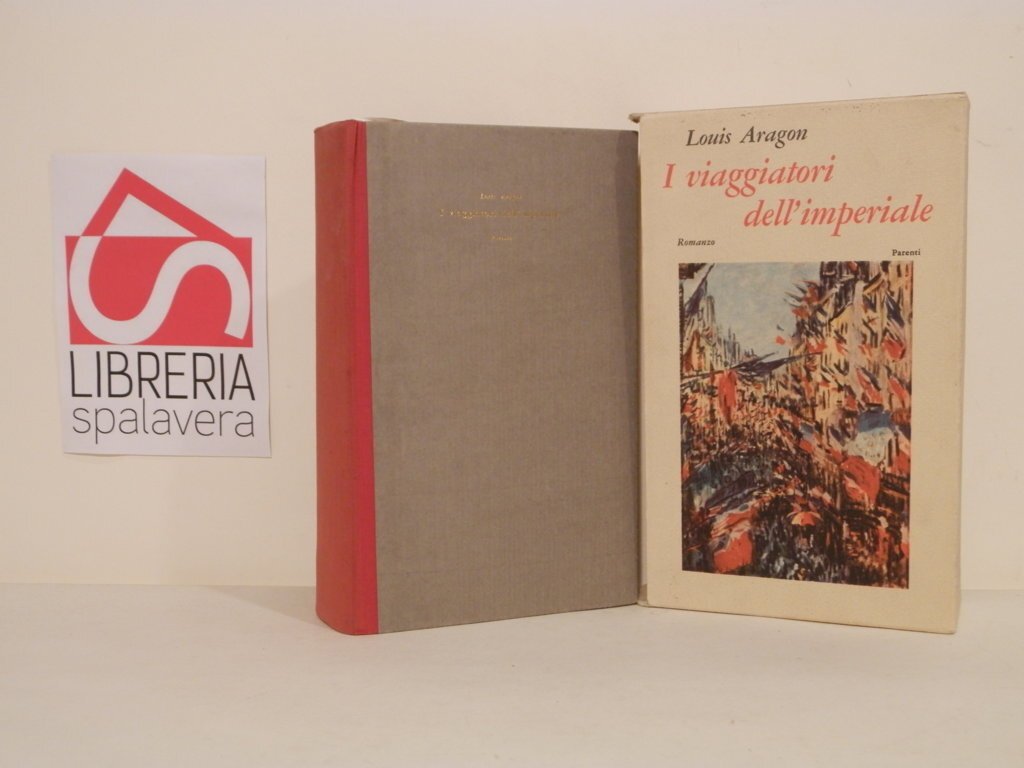 LIBRERIA
spalavera
Louis Aragon
I viaggiatori
dell'imperiale
Romanzo
Parenti